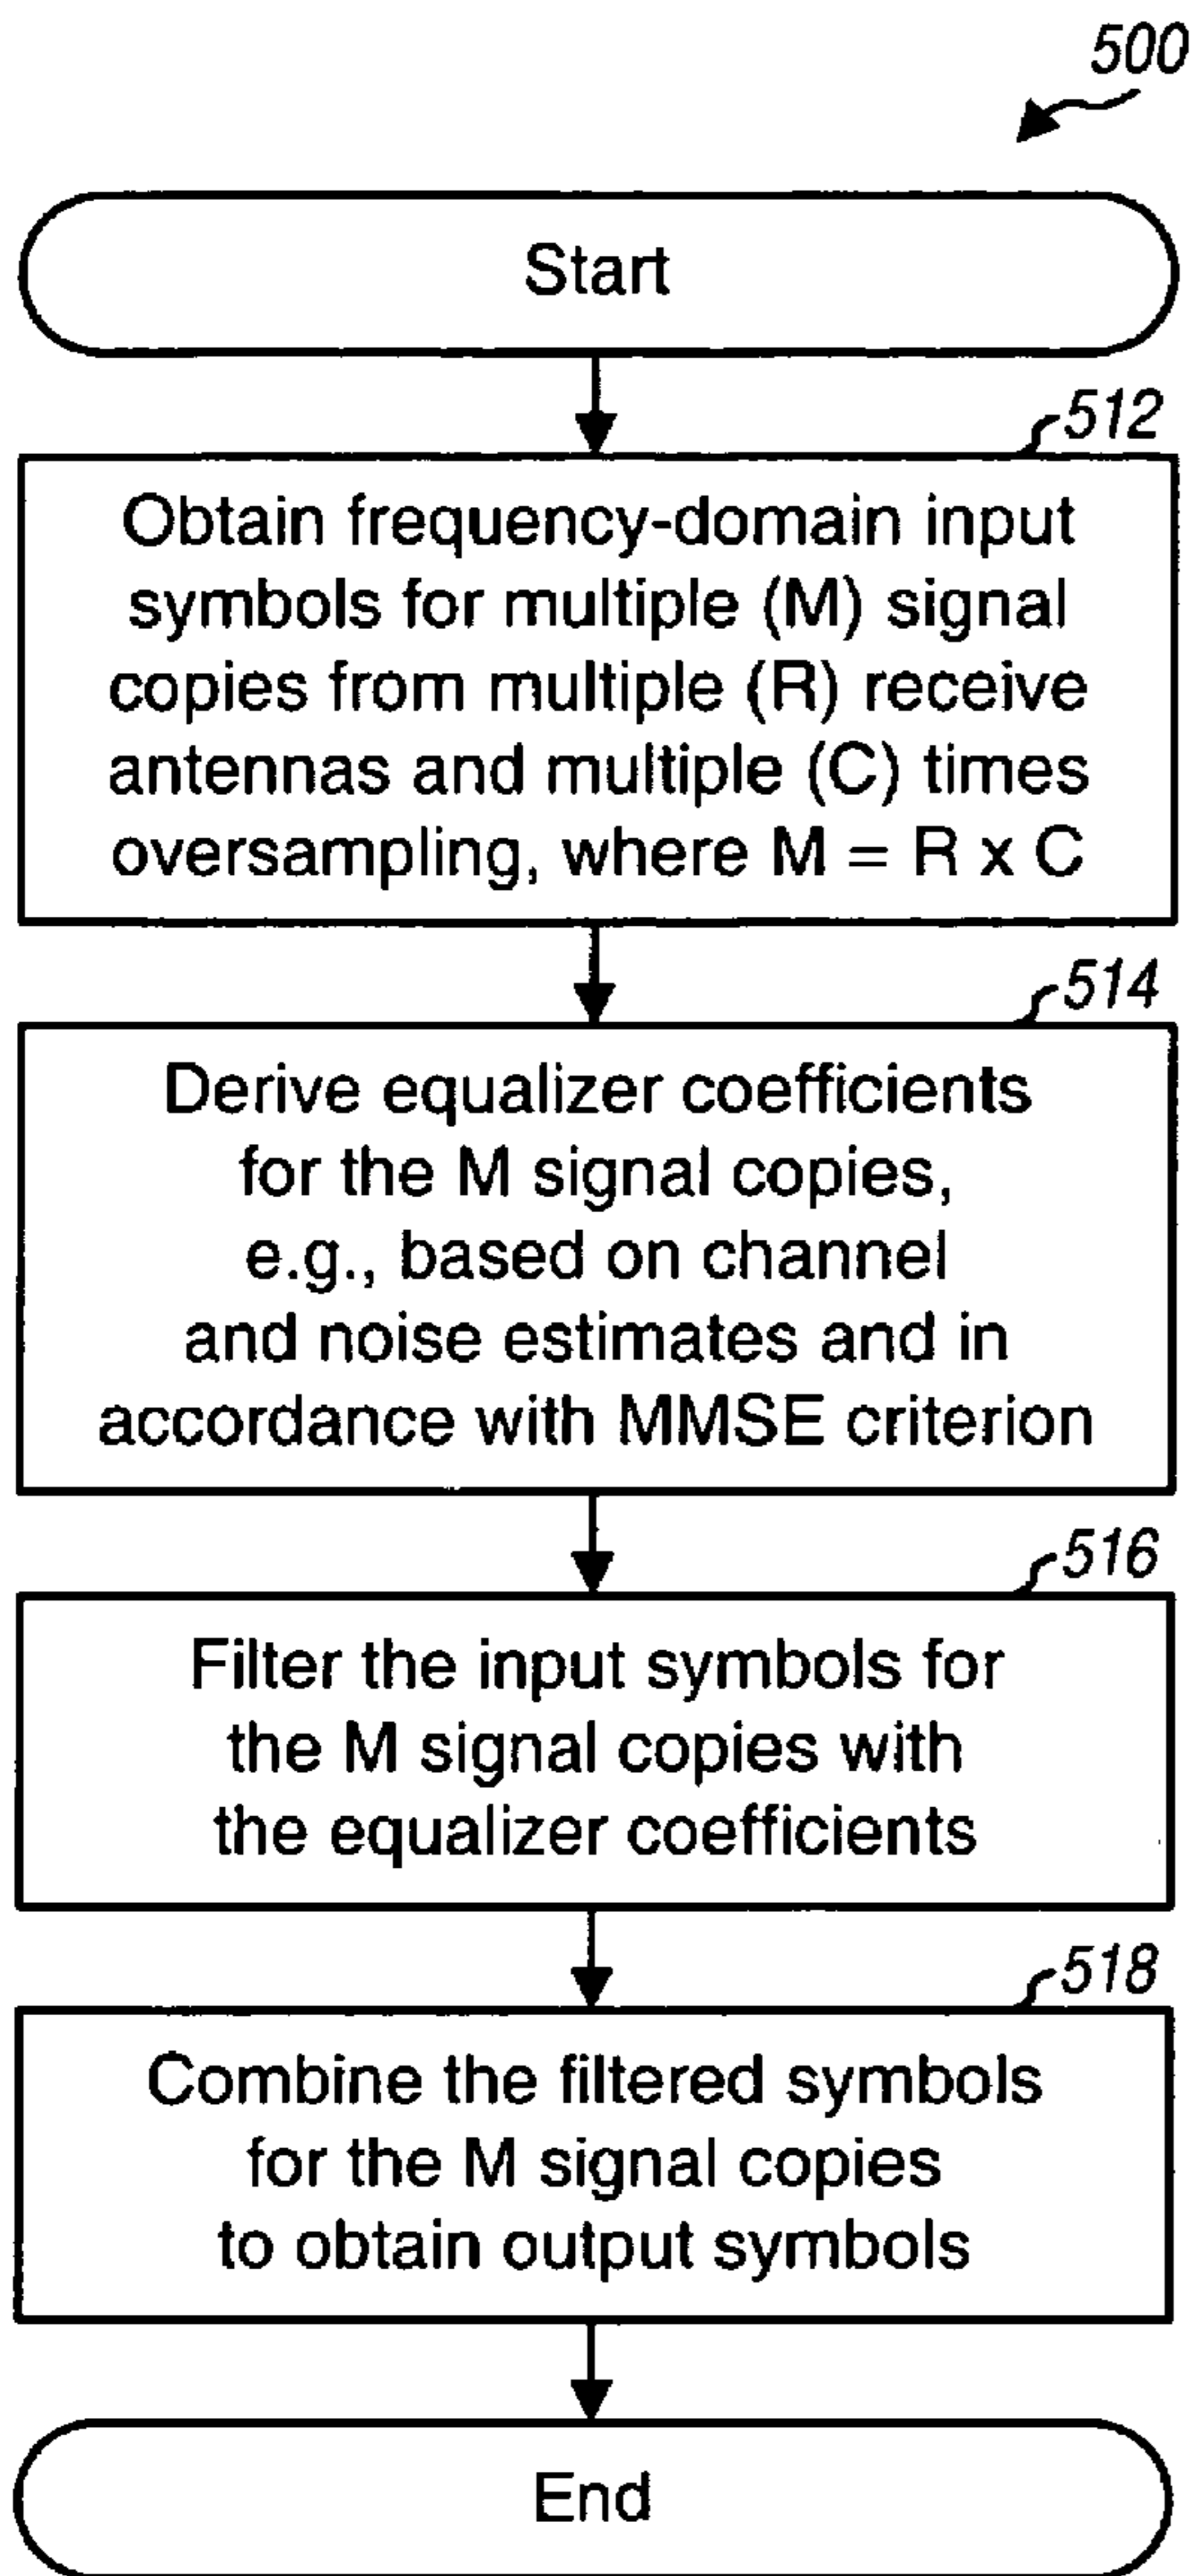 500
Start
512
Obtain frequency-domain input
symbols for multiple (M) signal
copies from multiple (R) receive
antennas and multiple (C) times
oversampling, where M = R x C
514
Derive equalizer coefficients
for the M signal copies,
e.g., based on channel
and noise estimates and in
accordance with MMSE criterion
516
Filter the input symbols for
the M signal copies with
the equalizer coefficients
518
Combine the filtered symbols
for the M signal copies
to obtain output symbols
End